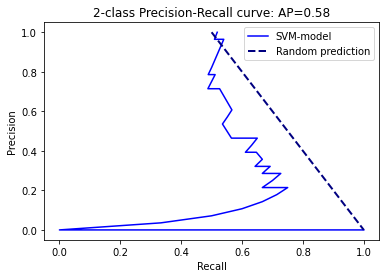 2-class Precision-Recall curve: AP=0.58
SVM-model
Random prediction
Precision
1.0
0.8
0.6
0.4
0.2
0.0
0.0 0.2 0.4 0.6 0.8 1.0
Recall